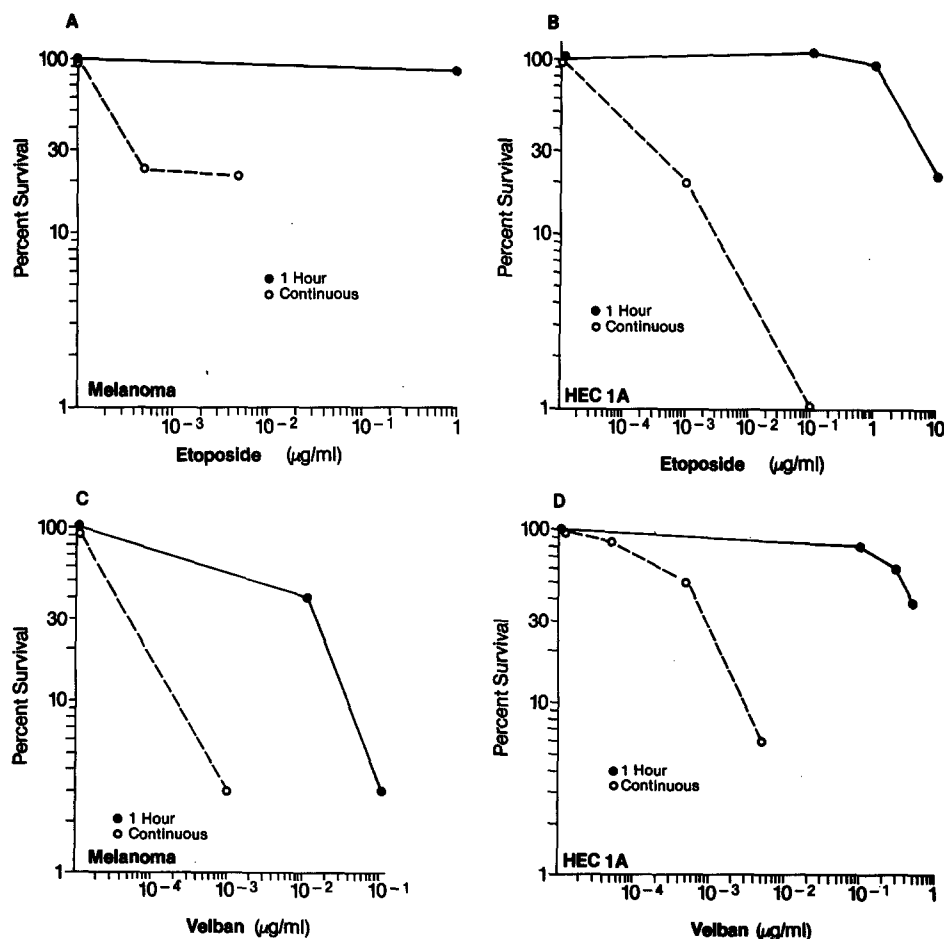 A
100
30
10
1
Percent Survival
1 Hour
Continuous
Melanoma
10⁻³ 10⁻² 10⁻¹ 1
Etoposide (μg/ml)
B
100
30
10
1
Percent Survival
1 Hour
Continuous
HEC 1A
10⁻⁴ 10⁻³ 10⁻² 10⁻¹ 1 10
Etoposide (μg/ml)
C
100
30
10
1
Percent Survival
1 Hour
Continuous
Melanoma
10⁻⁴ 10⁻³ 10⁻² 10⁻¹
Velban (μg/ml)
D
100
30
10
1
Percent Survival
1 Hour
Continuous
HEC 1A
10⁻⁴ 10⁻³ 10⁻² 10⁻¹ 1
Velban (μg/ml)